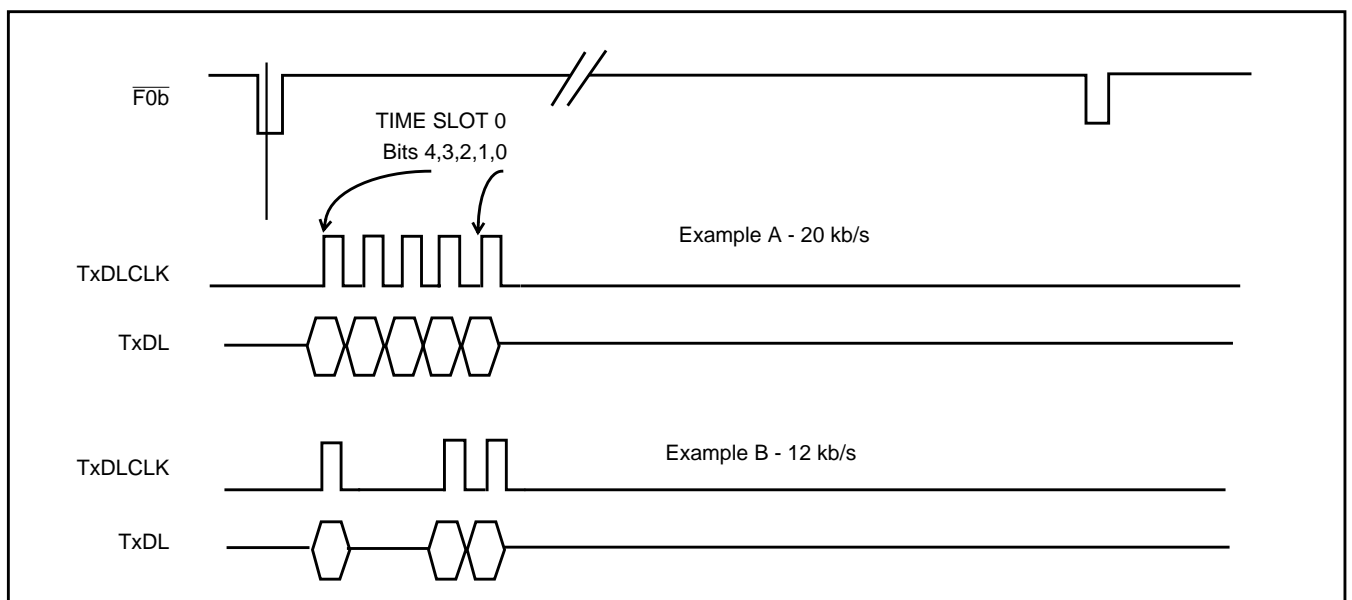 F0b
TIME SLOT 0
Bits 4,3,2,1,0
Example A - 20 kb/s
TxDLCLK
TxDL
Example B - 12 kb/s
TxDLCLK
TxDL